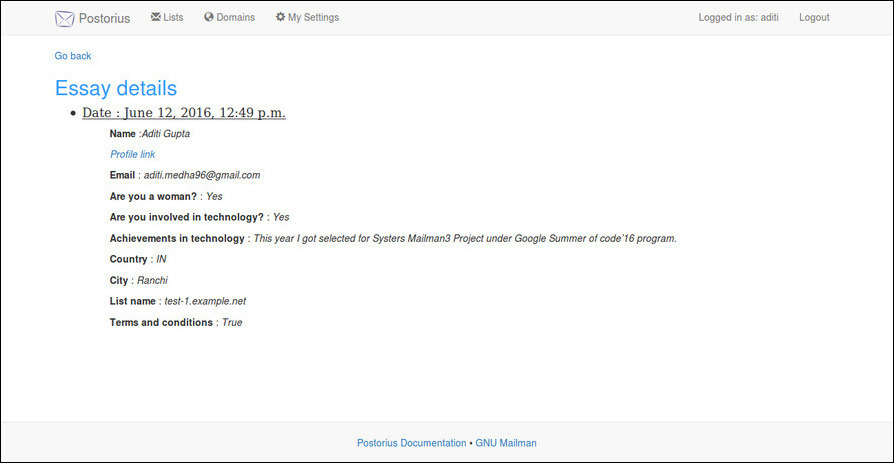 Postorius Lists Domains My Settings Logged in as: aditi Logout
Go back
Essay details
• Date : June 12, 2016, 12:49 p.m.
Name :Aditi Gupta
Profile link
Email : aditi.medha96@gmail.com
Are you a woman? : Yes
Are you involved in technology? : Yes
Achievements in technology : This year I got selected for Systers Mailman3 Project under Google Summer of code'16 program.
Country : IN
City : Ranchi
List name : test-1.example.net
Terms and conditions : True
Postorius Documentation • GNU Mailman